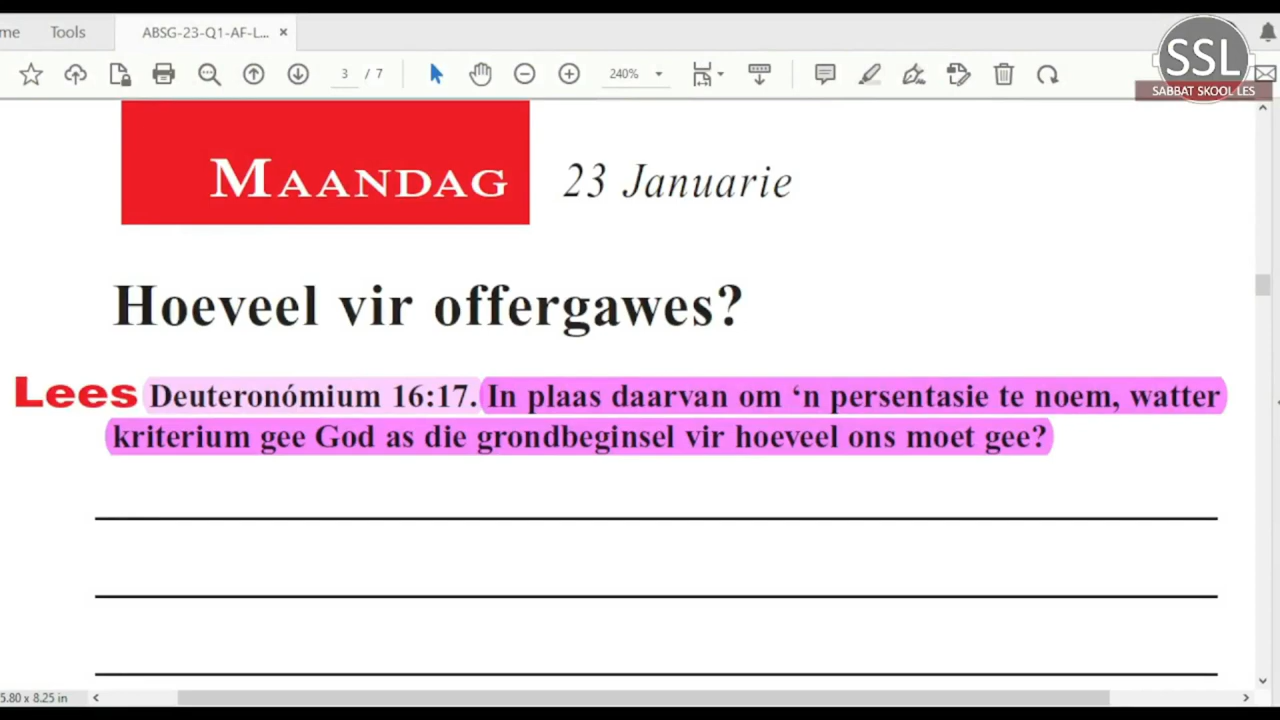 me Tools ABSG-23-Q1-AF-L... ×
SSL
SABBAT SKOOL LES
3 / 7 240%
MAANDAG 23 Januarie
Hoeveel vir offergawes?
Lees Deuteronómium 16:17. In plaas daarvan om ‘n persentasie te noem, watter
kriterium gee God as die grondbeginsel vir hoeveel ons moet gee?
5.80 x 8.25 in